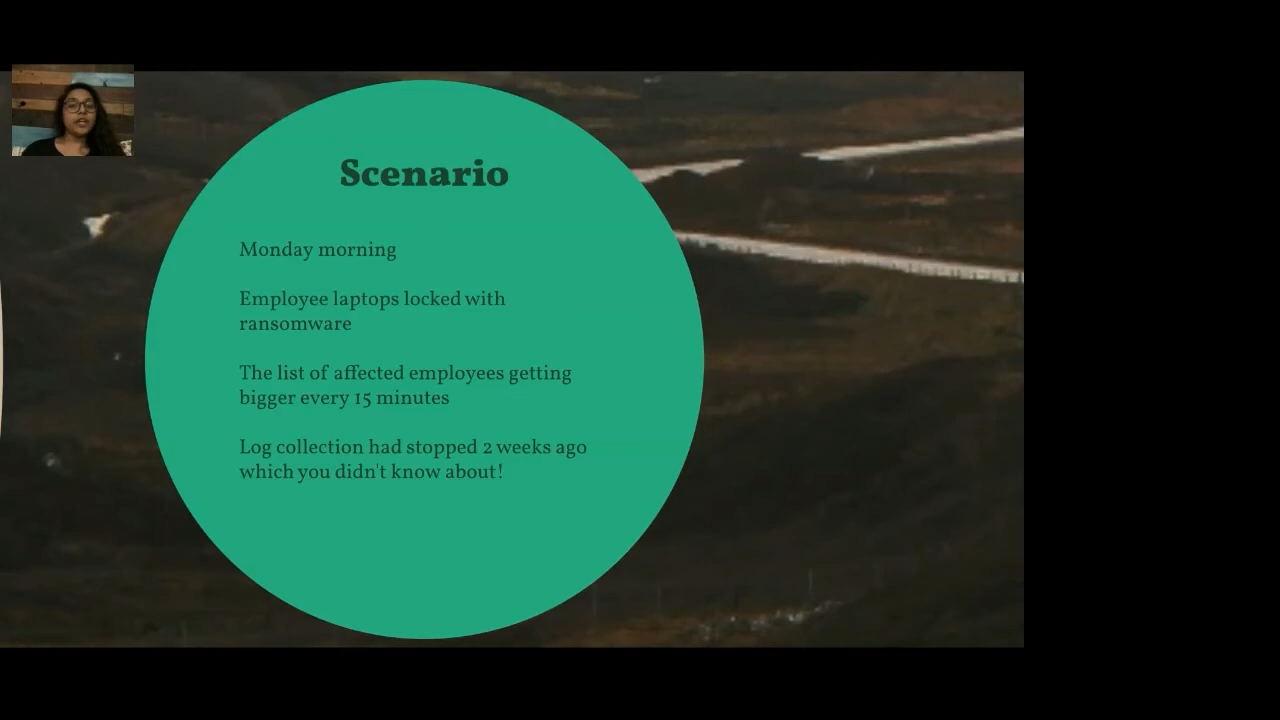 Scenario
Monday morning
Employee laptops locked with
ransomware
The list of affected employees getting
bigger every 15 minutes
Log collection had stopped 2 weeks ago
which you didn't know about!